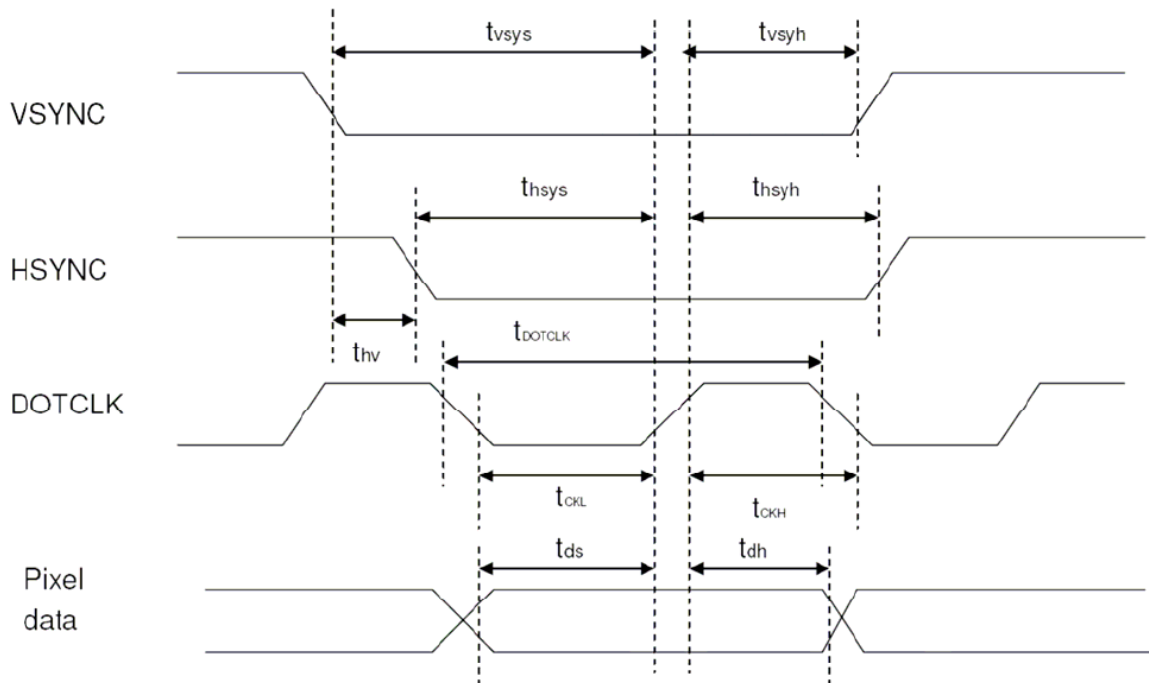 tvsys
tvsyh
VSYNC
thsys
thsyh
HSYNC
thv
tDOTCLK
DOTCLK
tCKL
tCKH
tds
tdh
Pixel
data